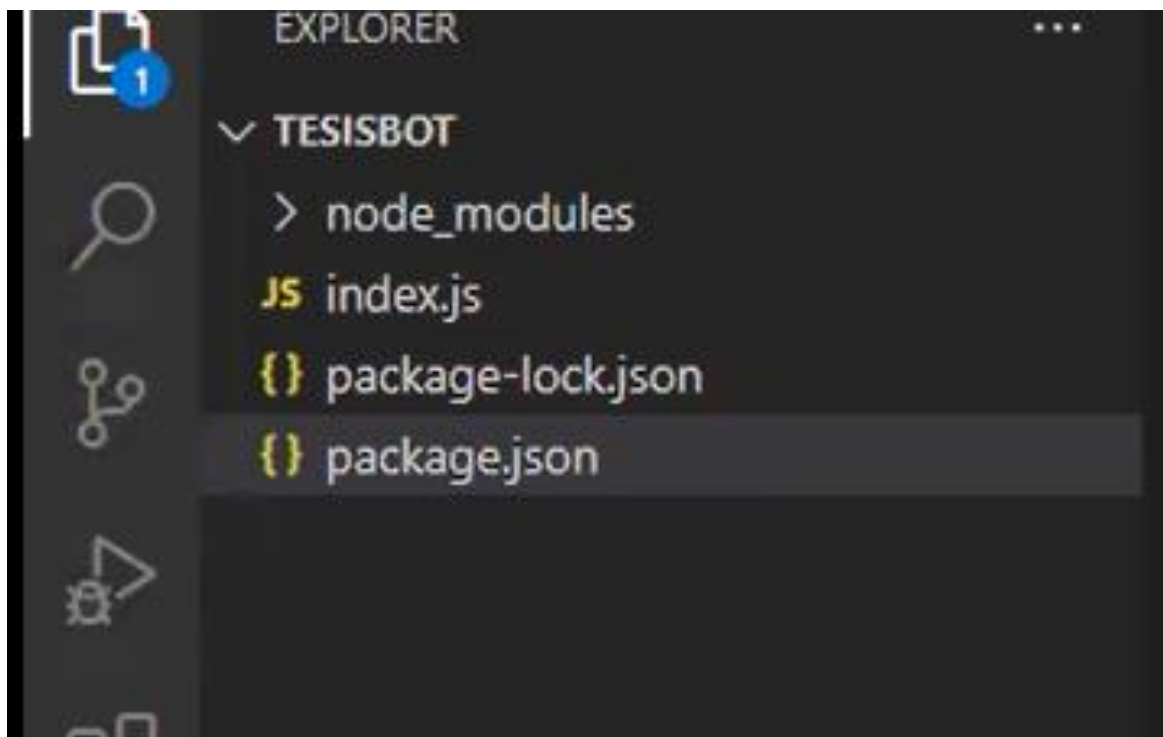 EXPLORER ...
1
TESISBOT
node_modules
JS index.js
{} package-lock.json
{} package.json